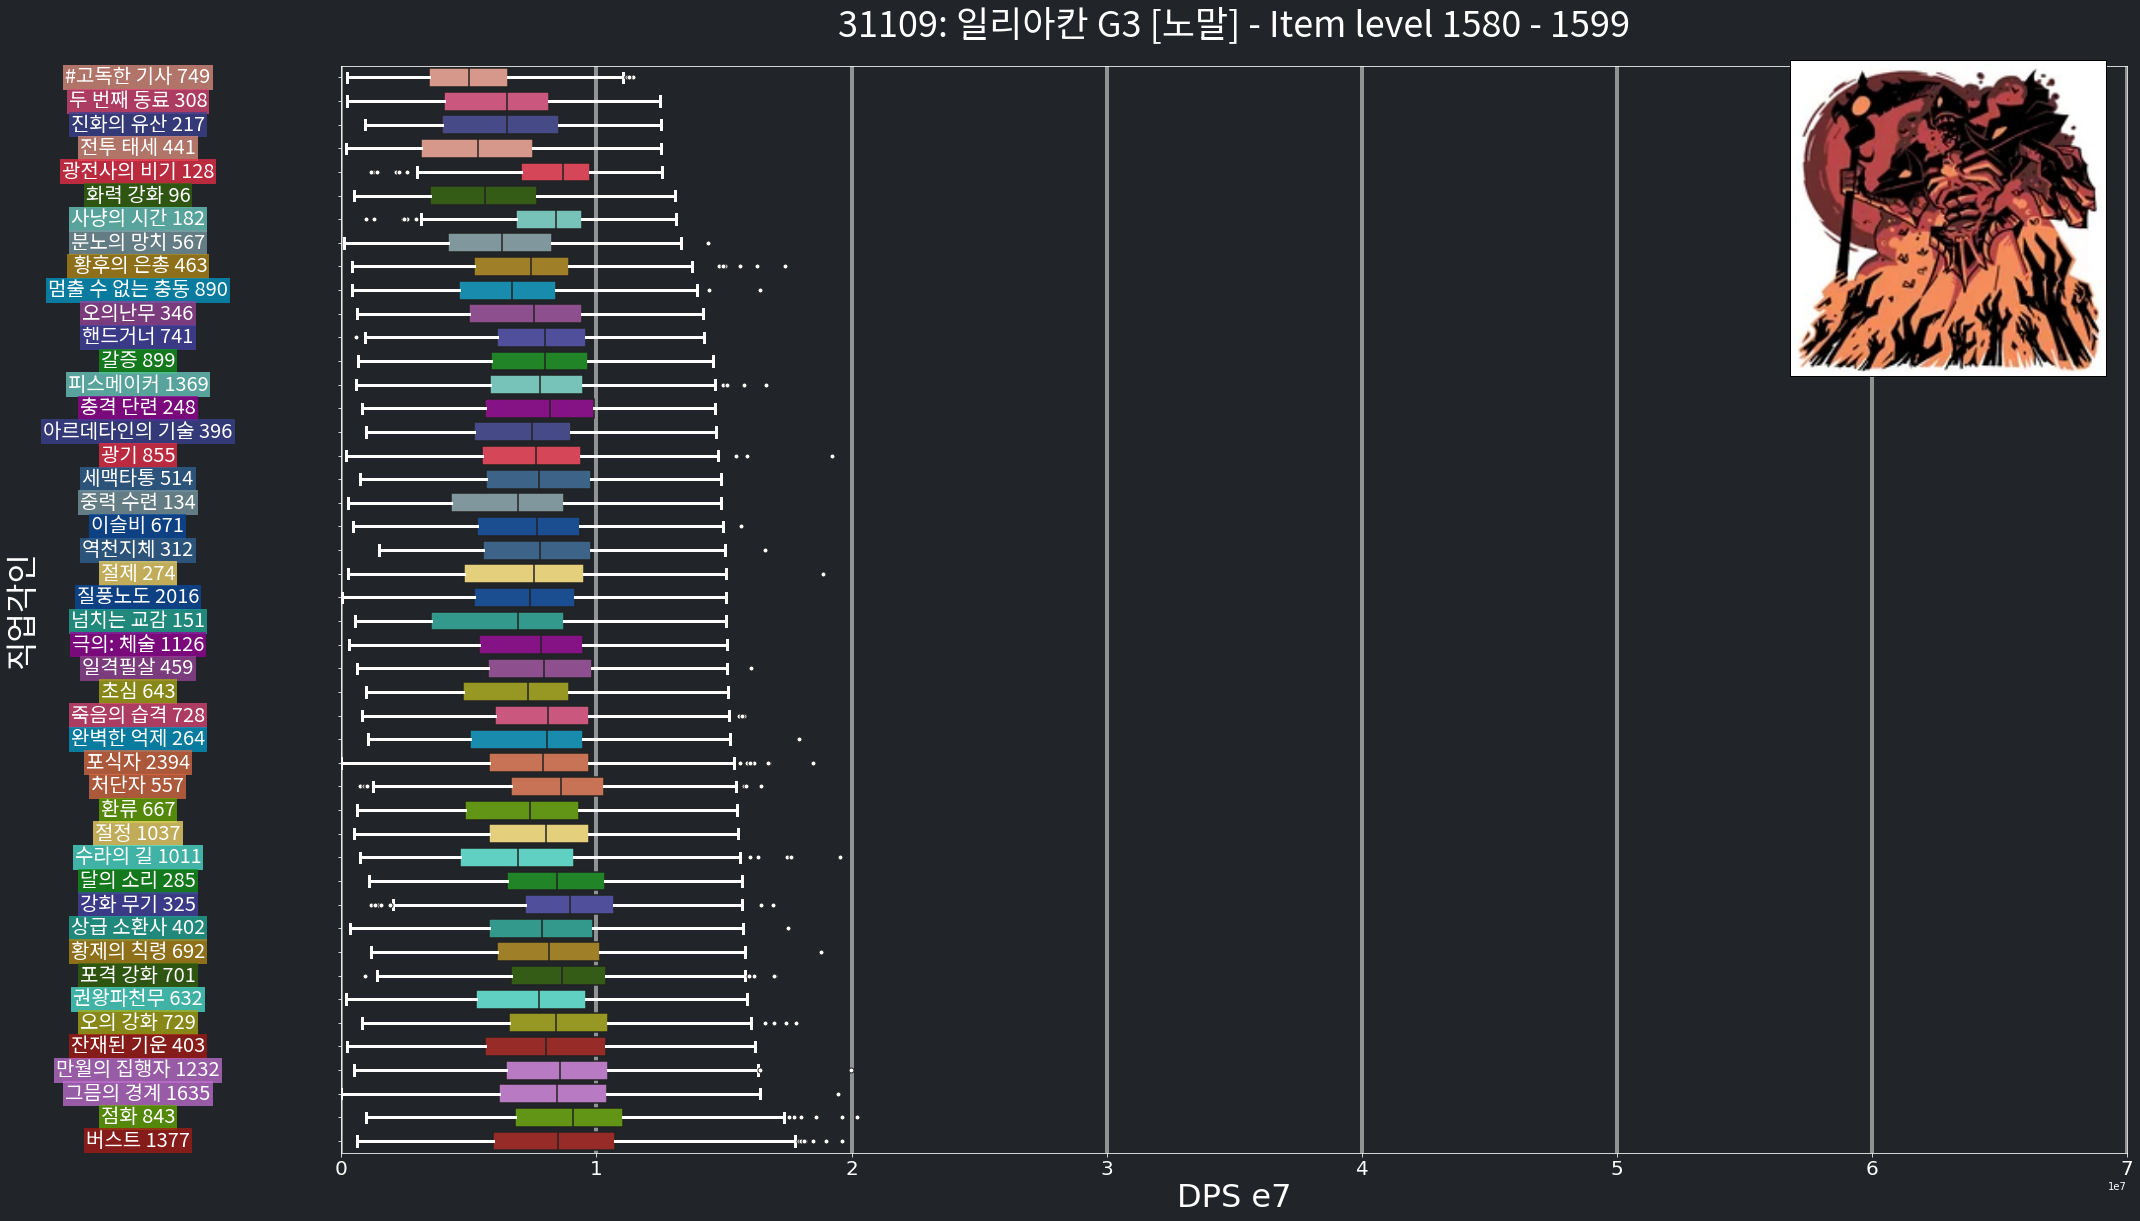 31109: 일리아칸 G3 [노말] - Item level 1580 - 1599
#고독한 기사 749
두 번째 동료 308
진화의 유산 217
전투 태세 441
광전사의 비기 128
화력 강화 96
사냥의 시간 182
분노의 망치 567
황후의 은총 463
멈출 수 없는 충동 890
오의난무 346
핸드거너 741
갈증 899
피스메이커 1369
충격 단련 248
아르데타인의 기술 396
광기 855
세맥타통 514
중력 수련 134
이슬비 671
역천지체 312
절제 274
질풍노도 2016
넘치는 교감 151
극의: 체술 1126
일격필살 459
초심 643
죽음의 습격 728
완벽한 억제 264
포식자 2394
처단자 557
환류 667
절정 1037
수라의 길 1011
달의 소리 285
강화 무기 325
상급 소환사 402
황제의 칙령 692
포격 강화 701
권왕파천무 632
오의 강화 729
잔재된 기운 403
만월의 집행자 1232
그믐의 경계 1635
점화 843
버스트 1377
직업각인
0 1 2 3 4 5 6 7
DPS e7
1e7